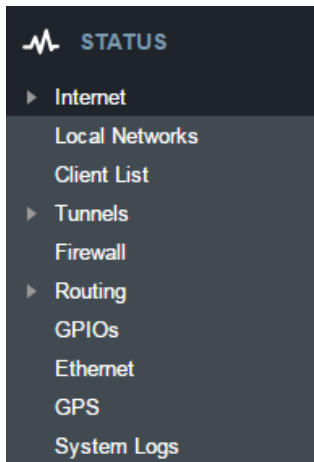 STATUS
Internet
Local Networks
Client List
Tunnels
Firewall
Routing
GPIOs
Ethernet
GPS
System Logs